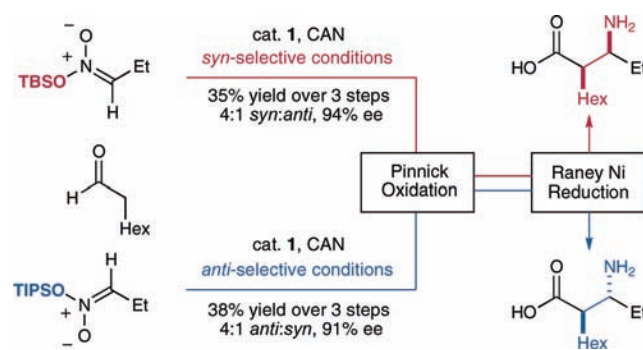 O −
N +
TBSO
Et
H
cat. 1, CAN
syn-selective conditions
35% yield over 3 steps
4:1 syn:anti, 94% ee
O
H
Hex
H
TIPSO
N +
Et
O −
cat. 1, CAN
anti-selective conditions
38% yield over 3 steps
4:1 anti:syn, 91% ee
Pinnick
Oxidation
Raney Ni
Reduction
O NH₂
HO Et
Hex
O NH₂
HO Et
Hex